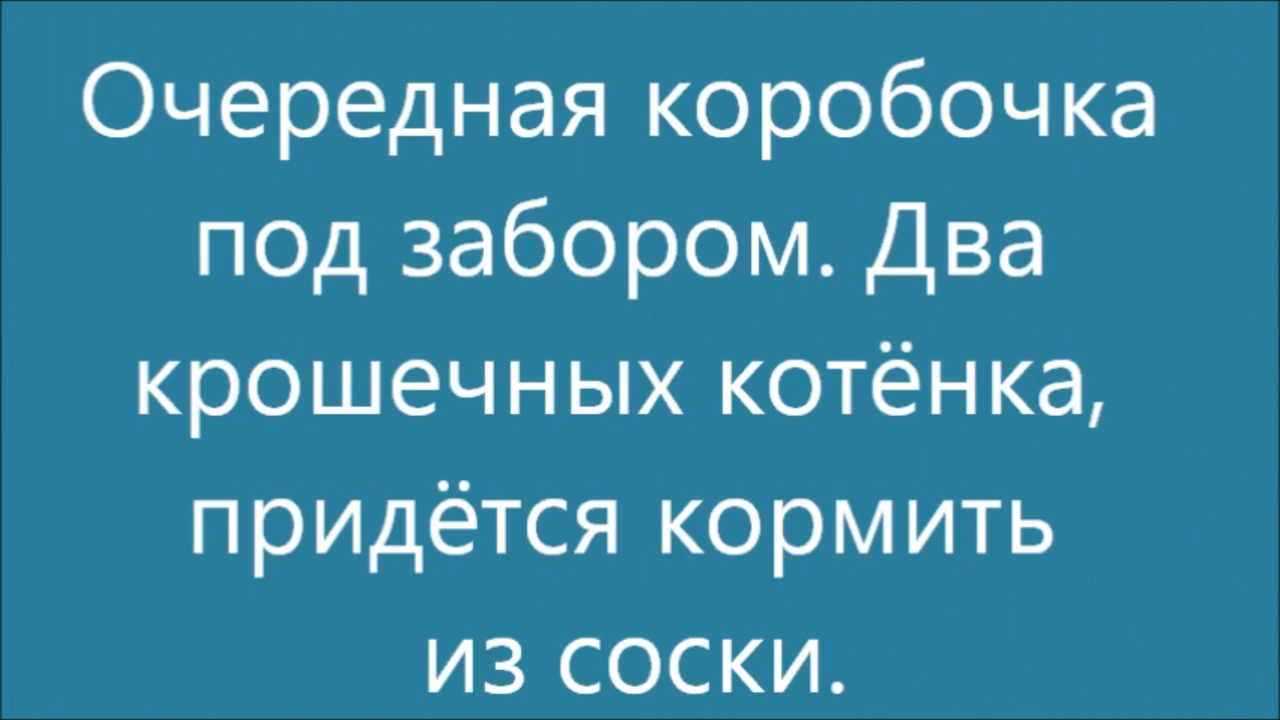 Очередная коробочка
под забором. Два
крошечных котёнка,
придётся кормить
из соски.